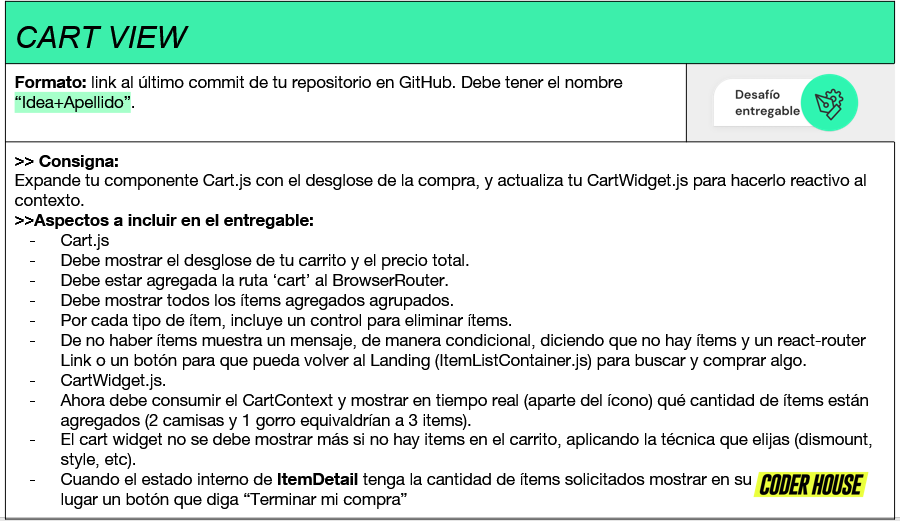 CART VIEW
Formato: link al último commit de tu repositorio en GitHub. Debe tener el nombre
“Idea+Apellido”.
Desafío
entregable
>> Consigna:
Expande tu componente Cart.js con el desglose de la compra, y actualiza tu CartWidget.js para hacerlo reactivo al
contexto.
>>Aspectos a incluir en el entregable:
- Cart.js
- Debe mostrar el desglose de tu carrito y el precio total.
- Debe estar agregada la ruta ‘cart’ al BrowserRouter.
- Debe mostrar todos los ítems agregados agrupados.
- Por cada tipo de ítem, incluye un control para eliminar ítems.
- De no haber ítems muestra un mensaje, de manera condicional, diciendo que no hay ítems y un react-router
Link o un botón para que pueda volver al Landing (ItemListContainer.js) para buscar y comprar algo.
- CartWidget.js.
- Ahora debe consumir el CartContext y mostrar en tiempo real (aparte del ícono) qué cantidad de ítems están
agregados (2 camisas y 1 gorro equivaldrían a 3 items).
- El cart widget no se debe mostrar más si no hay items en el carrito, aplicando la técnica que elijas (dismount,
style, etc).
- Cuando el estado interno de ItemDetail tenga la cantidad de ítems solicitados mostrar en su
lugar un botón que diga “Terminar mi compra”
CODER HOUSE